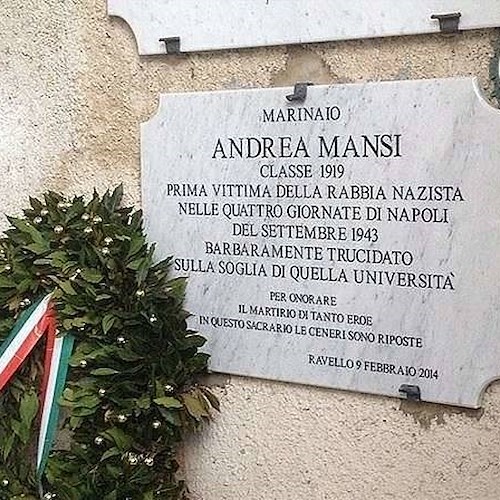 MARINAIO
ANDREA MANSI
CLASSE 1919
PRIMA VITTIMA DELLA RABBIA NAZISTA
NELLE QUATTRO GIORNATE DI NAPOLI
DEL SETTEMBRE 1943
BARBARAMENTE TRUCIDATO
SULLA SOGLIA DI QUELLA UNIVERSITÀ
PER ONORARE
IL MARTIRIO DI TANTO EROE
IN QUESTO SACRARIO LE CENERI SONO RIPOSTE
RAVELLO 9 FEBBRAIO 2014